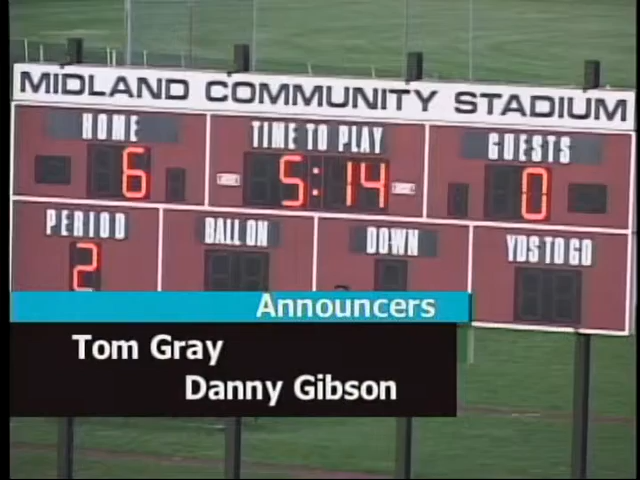 MIDLAND COMMUNITY STADIUM
HOME
TIME TO PLAY
GUESTS
6
5:14
0
PERIOD
BALL ON
DOWN
YDS TO GO
2
Announcers
Tom Gray
Danny Gibson